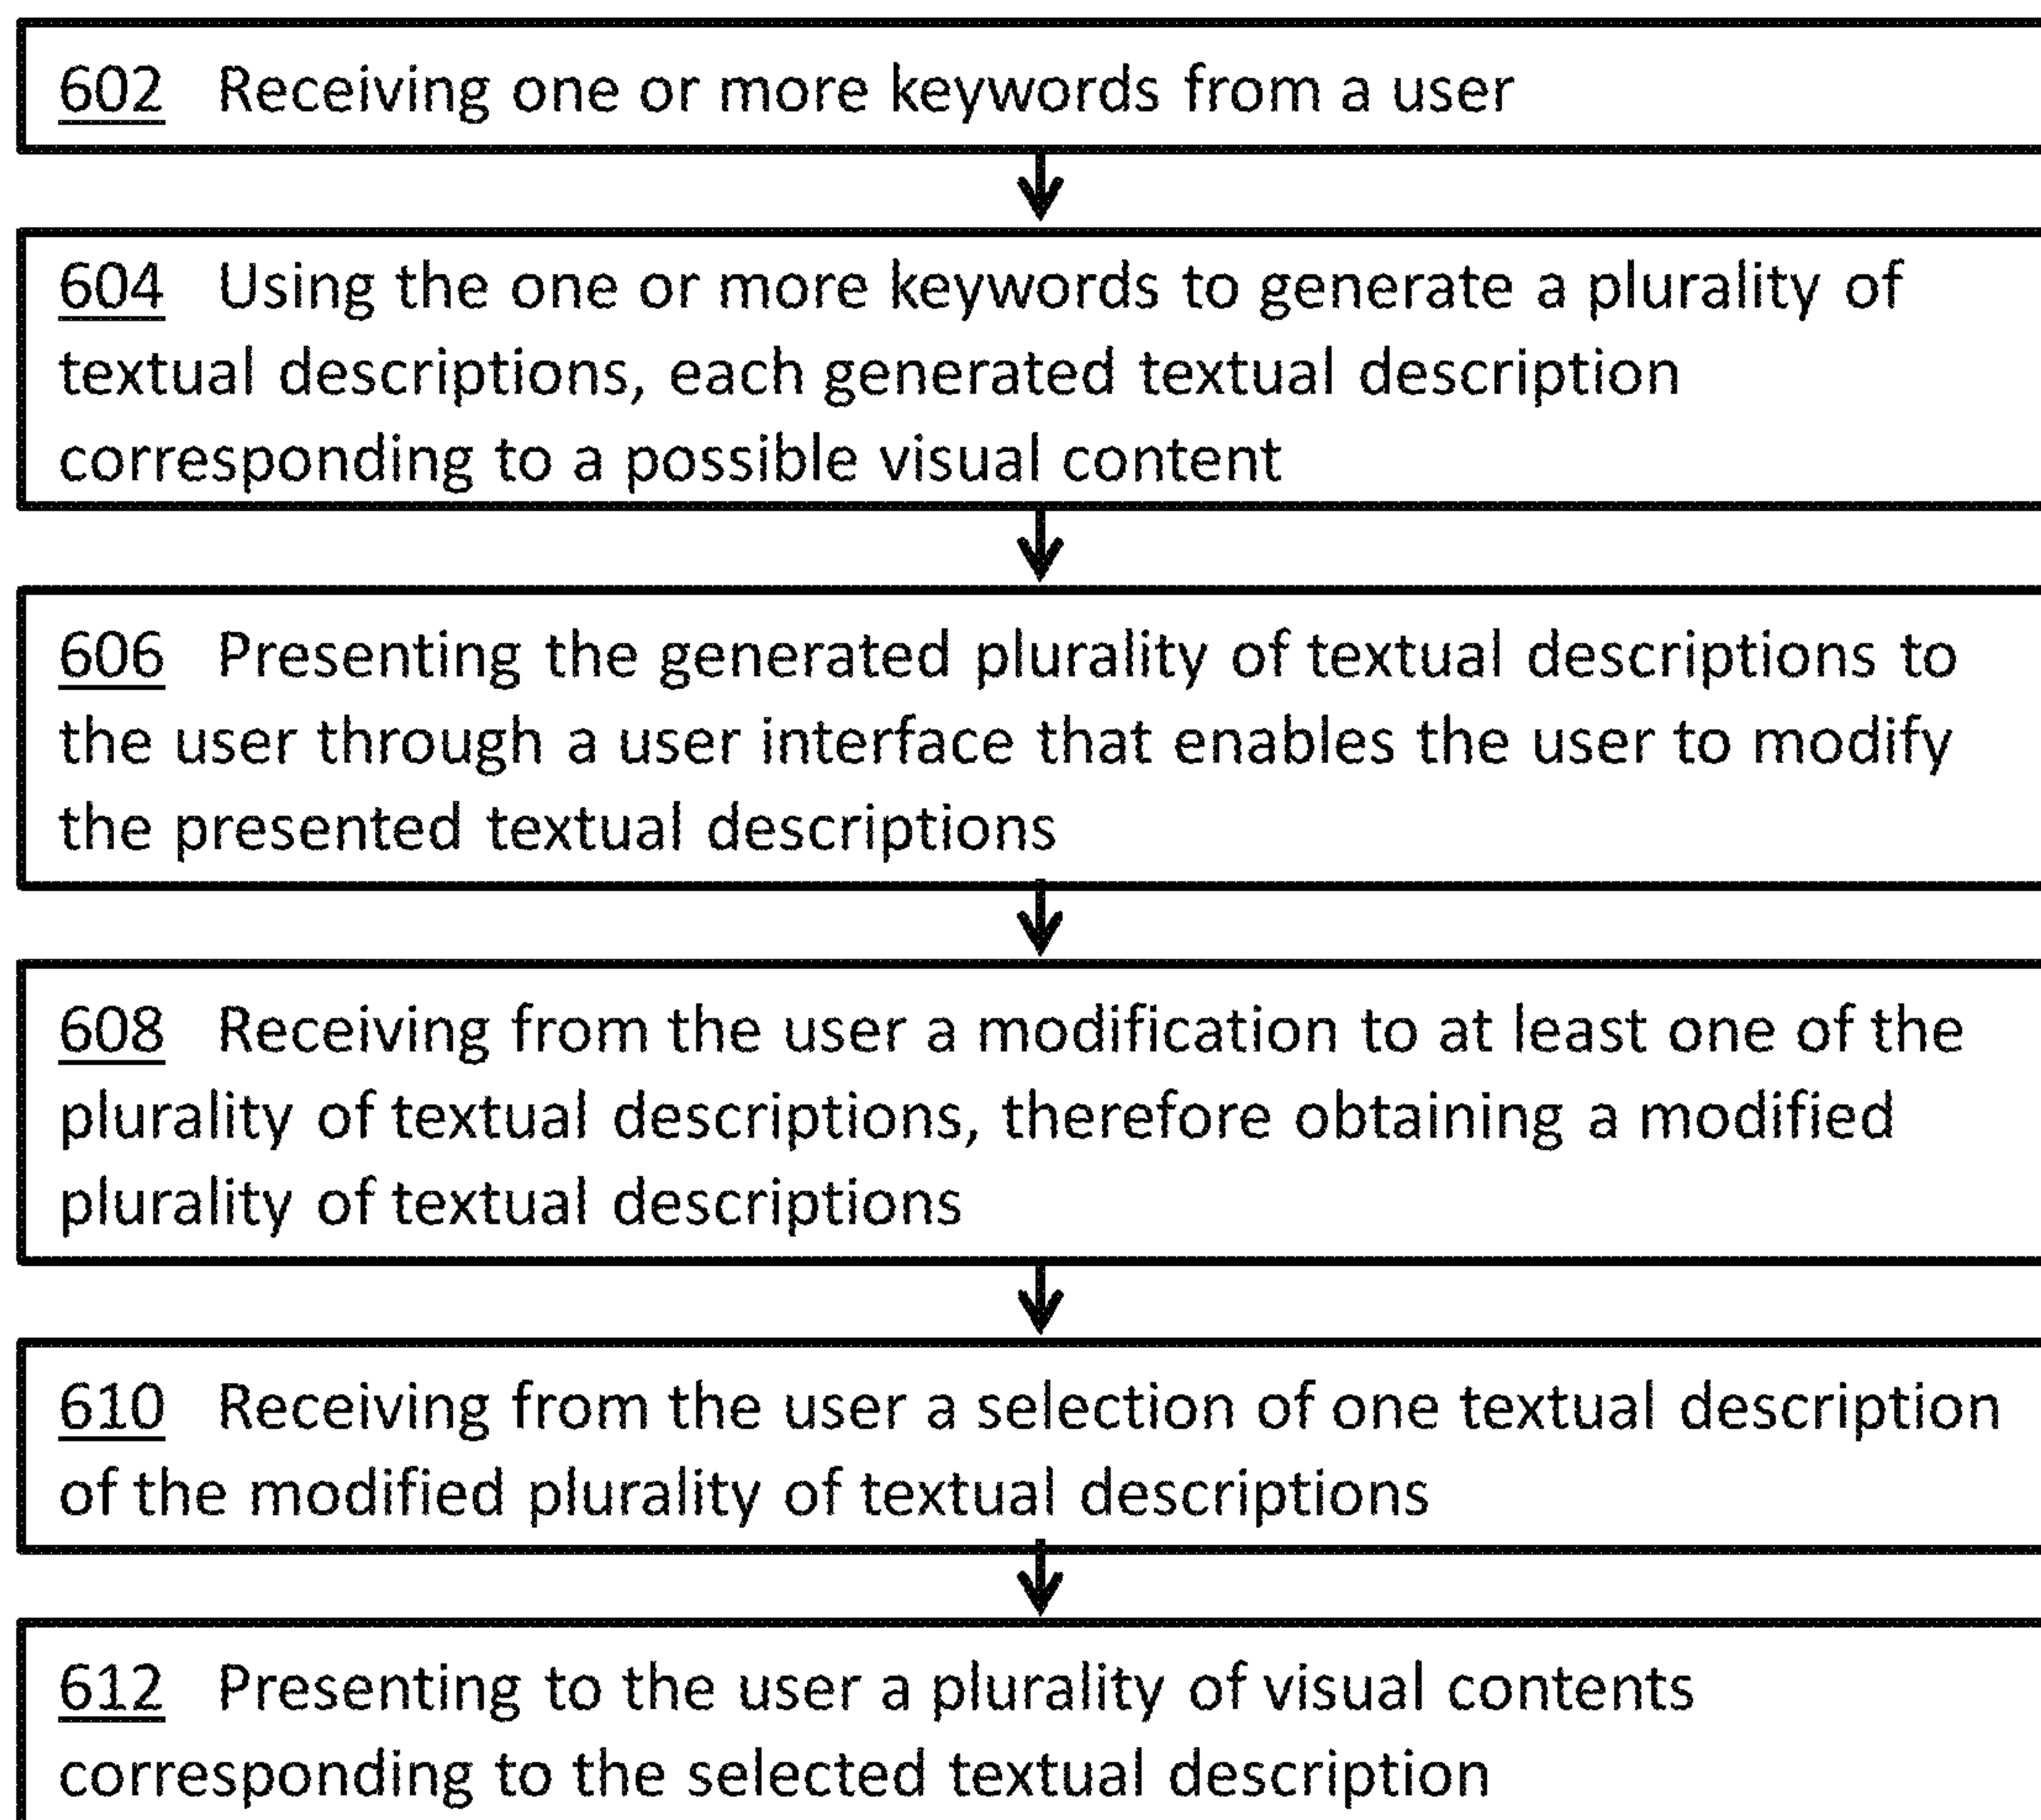 602 Receiving one or more keywords from a user
604 Using the one or more keywords to generate a plurality of
textual descriptions, each generated textual description
corresponding to a possible visual content
606 Presenting the generated plurality of textual descriptions to
the user through a user interface that enables the user to modify
the presented textual descriptions
608 Receiving from the user a modification to at least one of the
plurality of textual descriptions, therefore obtaining a modified
plurality of textual descriptions
610 Receiving from the user a selection of one textual description
of the modified plurality of textual descriptions
612 Presenting to the user a plurality of visual contents
corresponding to the selected textual description